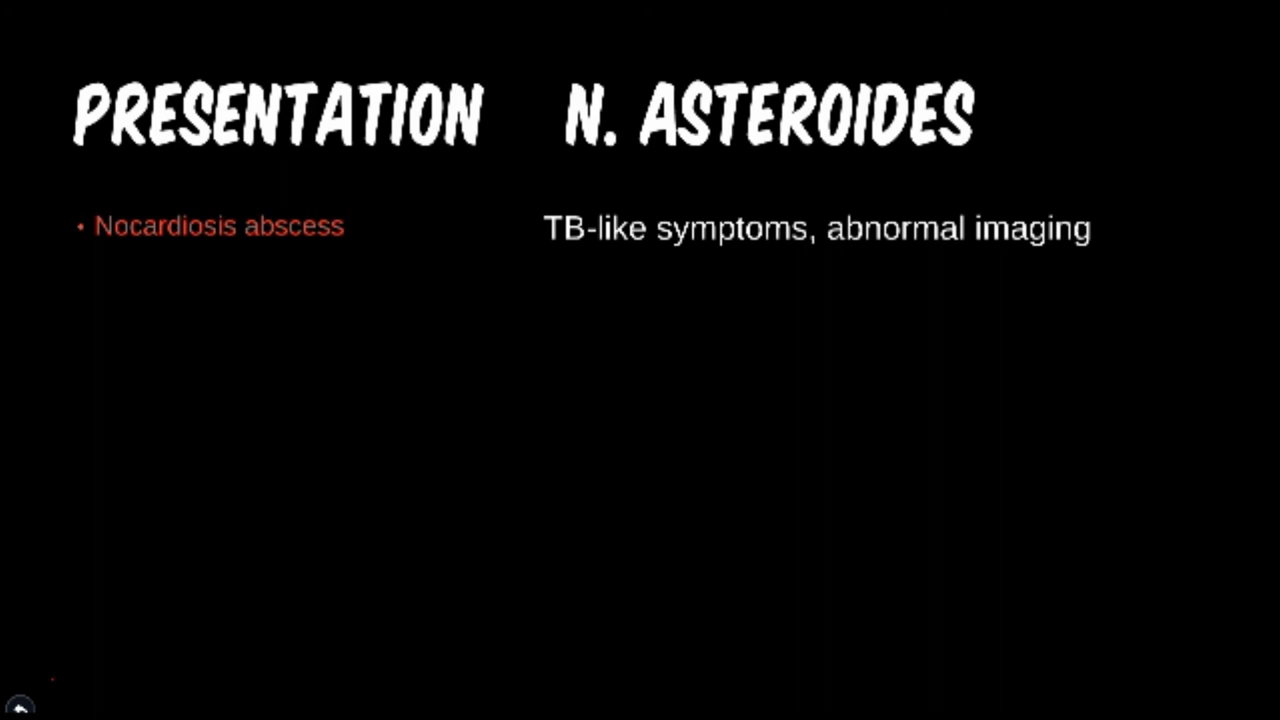 PRESENTATION N. ASTEROIDES
• Nocardiosis abscess TB-like symptoms, abnormal imaging